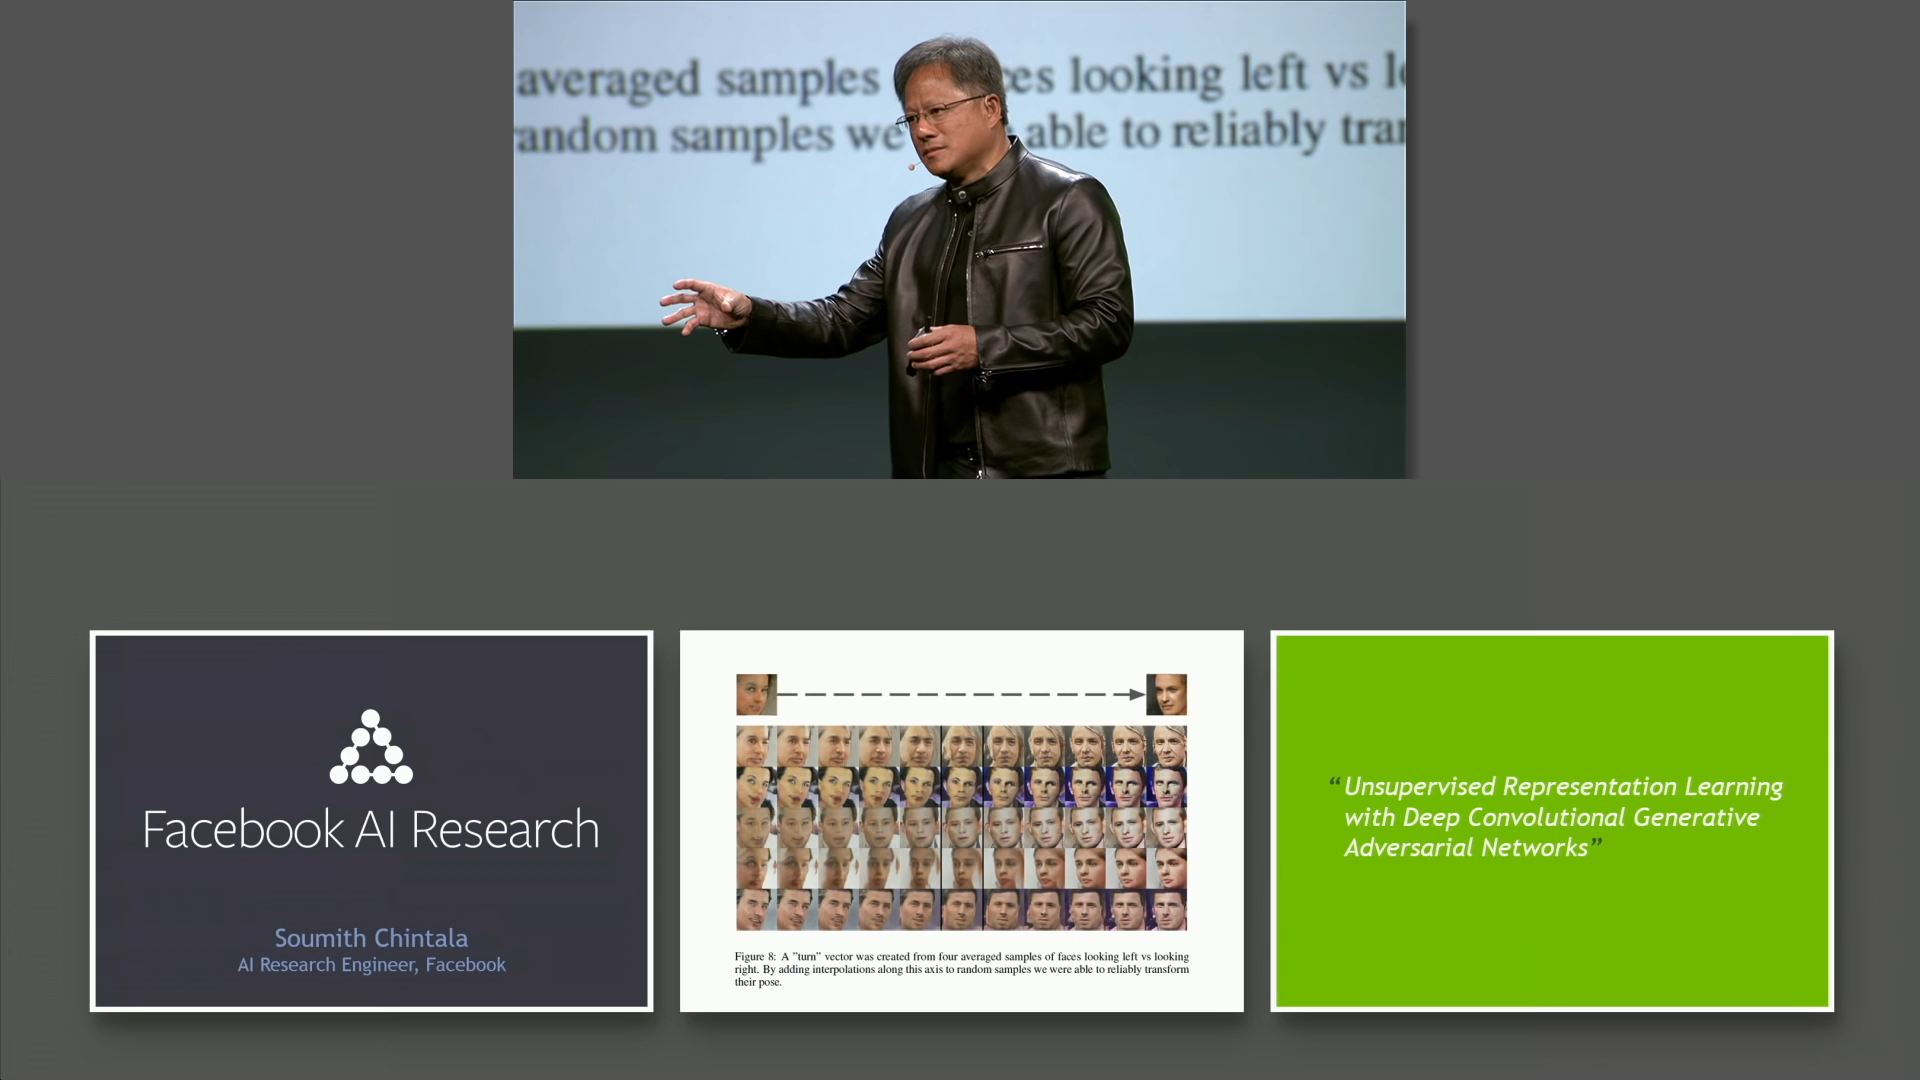 averaged samples ces looking left vs
random samples we able to reliably
Facebook AI Research
Soumith Chintala
AI Research Engineer, Facebook
Figure 8: A "turn" vector was created from four averaged samples of faces looking left vs looking
right. By adding interpolations along this axis to random samples we were able to reliably transform
their pose.
“Unsupervised Representation Learning
with Deep Convolutional Generative
Adversarial Networks”